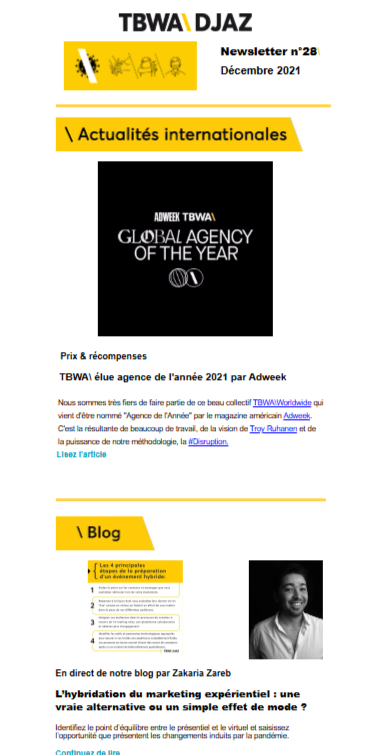 TBWA\DJAZ
Newsletter n°28\
Décembre 2021
\ Actualités internationales
ADWEEK TBWA\
GLOBAL AGENCY
OF THE YEAR
Prix & récompenses
TBWA\ élue agence de l'année 2021 par Adweek
Nous sommes très fiers de faire partie de ce beau collectif TBWA\Worldwide qui
vient d'être nommé "Agence de l'Année" par le magazine américain Adweek.
C'est la résultante de beaucoup de travail, de la vision de Troy Ruhanen et de
la puissance de notre méthodologie, la #Disruption.
Lisez l'article
\ Blog
Les 4 principales
étapes de la préparation
d'un événement hybride:
1
2
3
4
TBWA\DJAZ
En direct de notre blog par Zakaria Zareb
L'hybridation du marketing expérientiel : une
vraie alternative ou un simple effet de mode ?
Identifiez le point d'équilibre entre le présentiel et le virtuel et saisissez
l'opportunité que présentent les changements induits par la pandémie.
Continuez de lire